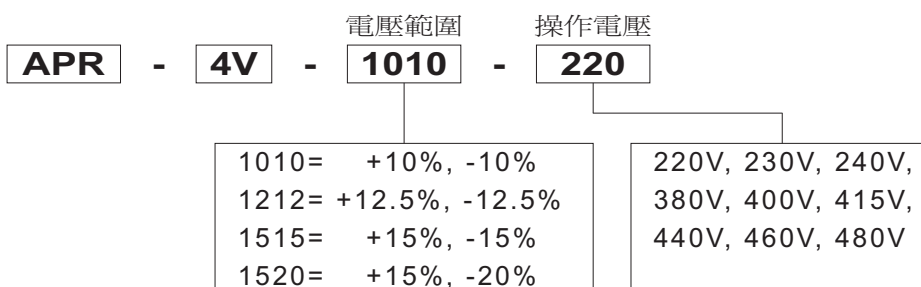 電壓範圍 操作電壓
APR - 4V - 1010 - 220
1010= +10%, -10%
1212= +12.5%, -12.5%
1515= +15%, -15%
1520= +15%, -20%
220V, 230V, 240V,
380V, 400V, 415V,
440V, 460V, 480V